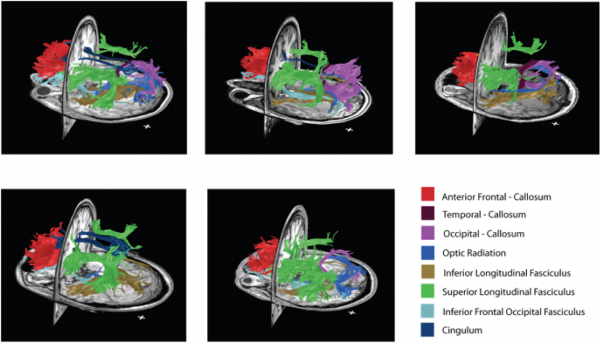 Anterior Frontal - Callosum
Temporal - Callosum
Occipital - Callosum
Optic Radiation
Inferior Longitudinal Fasciculus
Superior Longitudinal Fasciculus
Inferior Frontal Occipital Fasciculus
Cingulum